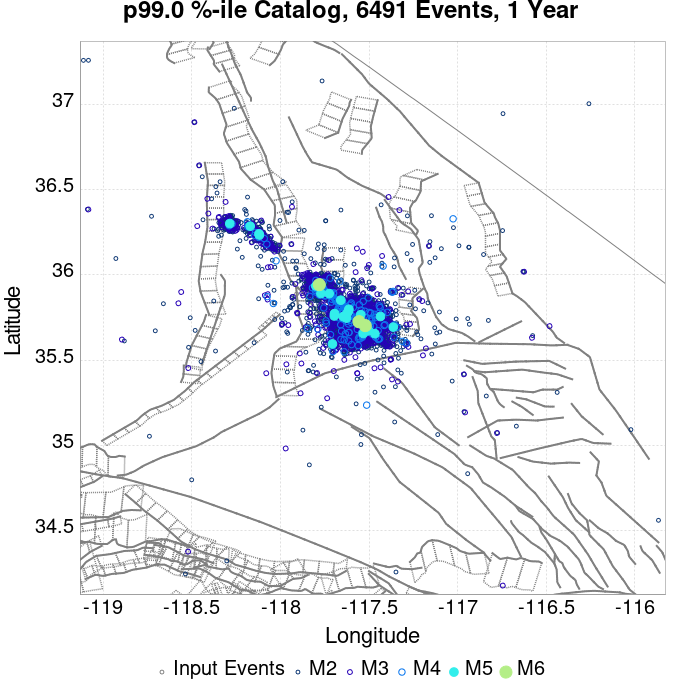 p99.0 %-ile Catalog, 6491 Events, 1 Year
37
36.5
36
35.5
35
34.5
Latitude
-119 -118.5 -118 -117.5 -117 -116.5 -116
Longitude
Input Events M2 M3 M4 M5 M6